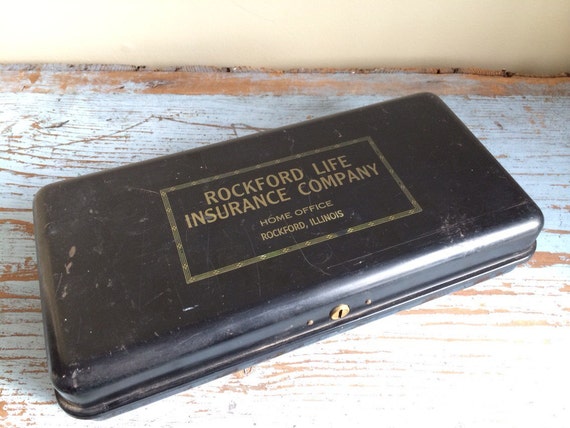 ROCKFORD LIFE
INSURANCE COMPANY
HOME OFFICE
ROCKFORD, ILLINOIS